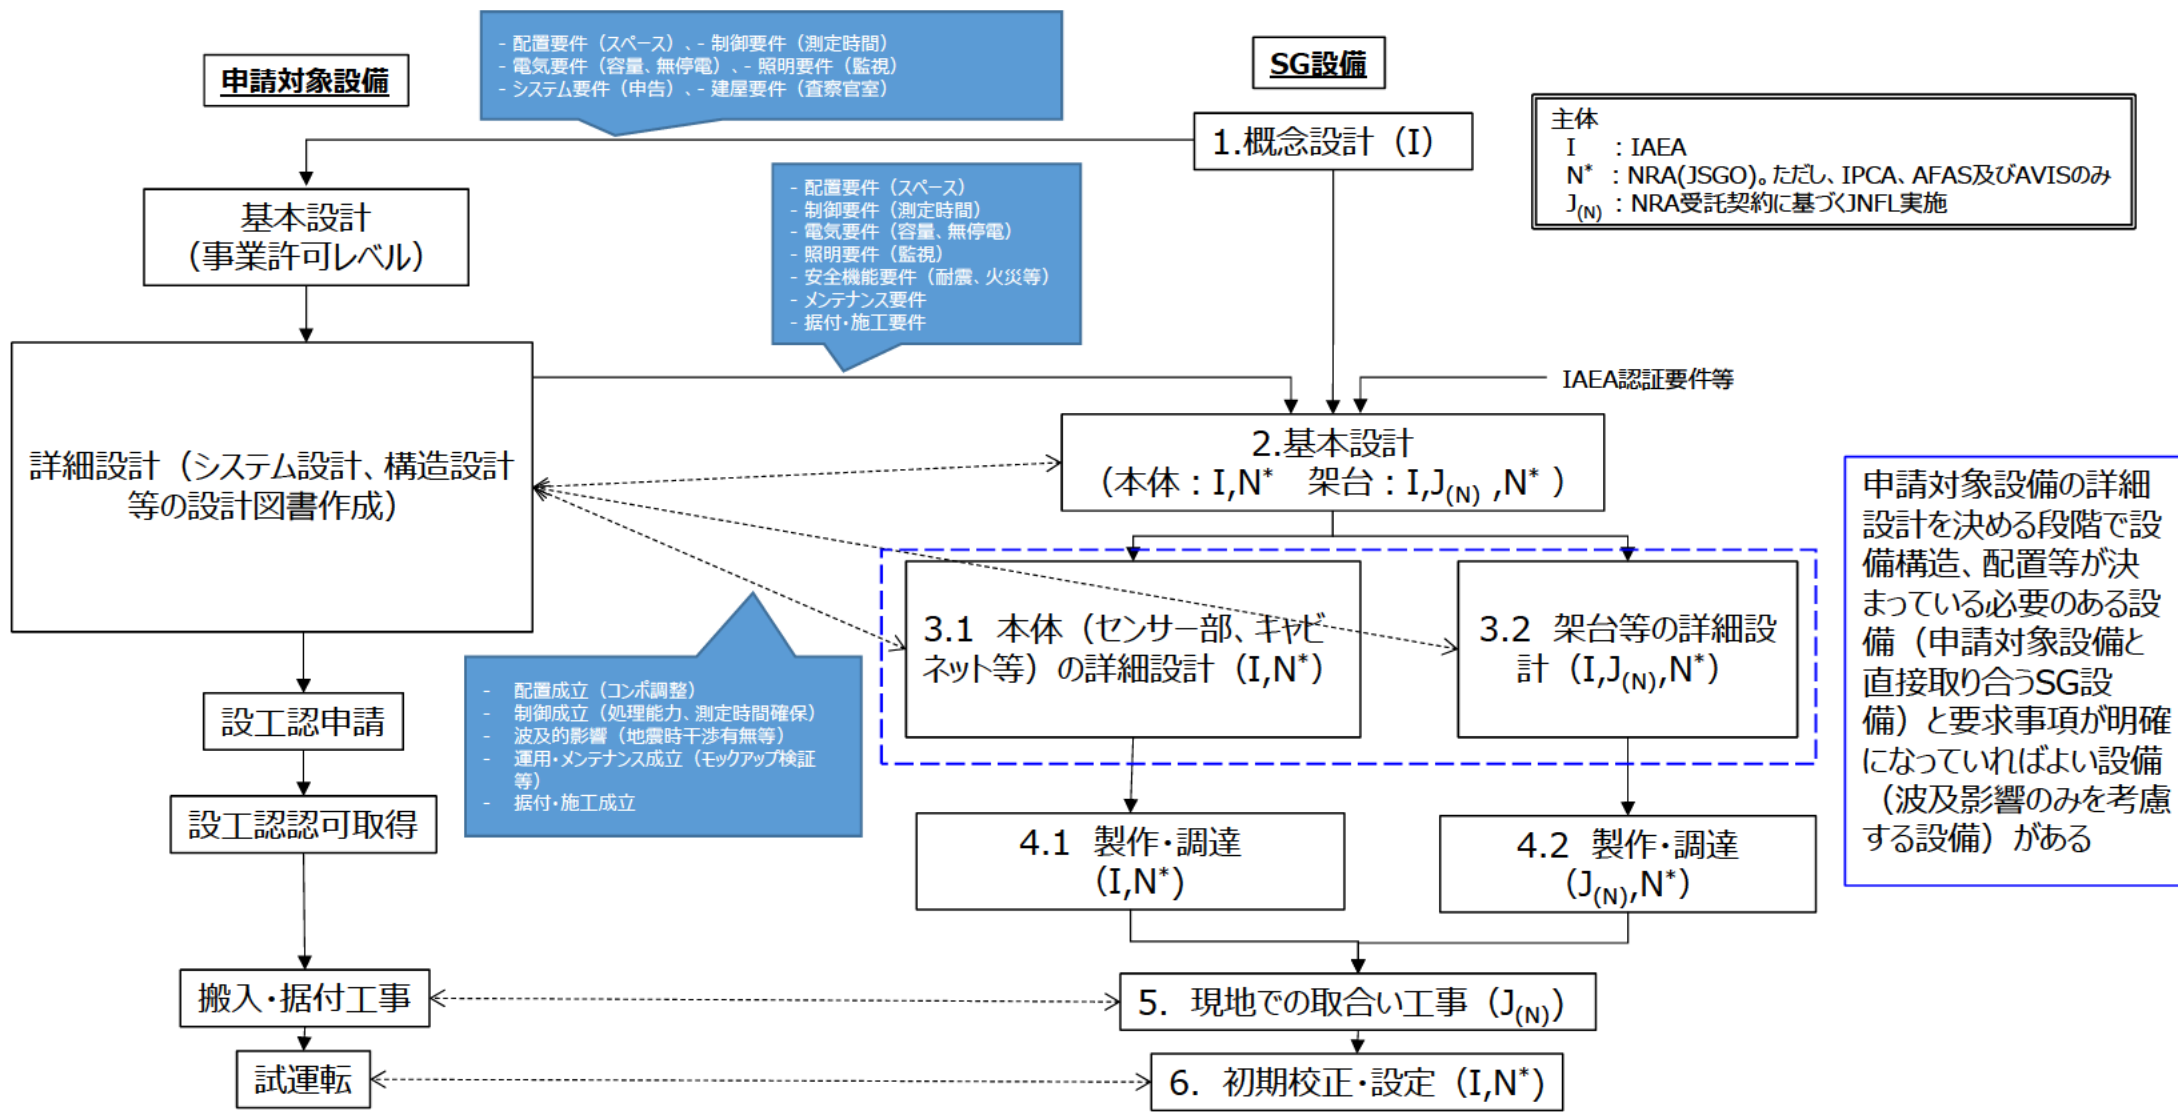 申請対象設備
- 配置要件（スペース）、- 制御要件（測定時間）
- 電気要件（容量、無停電）、- 照明要件（監視）
- システム要件（申告）、- 建屋要件（査察官室）
SG設備
1.概念設計（I）
主体
I ：IAEA
N* ：NRA(JSGO)。ただし、IPCA、AFAS及びAVISのみ
J(N) ：NRA受託契約に基づくJNFL実施
基本設計
（事業許可レベル）
- 配置要件（スペース）
- 制御要件（測定時間）
- 電気要件（容量、無停電）
- 照明要件（監視）
- 安全機能要件（耐震、火災等）
- メンテナンス要件
- 据付・施工要件
IAEA認証要件等
詳細設計（システム設計、構造設計
等の設計図書作成）
2.基本設計
（本体：I,N* 架台：I,J(N) ,N* ）
3.1 本体（センサー部、キャビ
ネット等）の詳細設計（I,N*）
3.2 架台等の詳細設
計（I,J(N),N*）
申請対象設備の詳細
設計を決める段階で設
備構造、配置等が決
まっている必要のある設
備（申請対象設備と
直接取り合うSG設
備）と要求事項が明確
になっていればよい設備
（波及影響のみを考慮
する設備）がある
- 配置成立（コンポ調整）
- 制御成立（処理能力、測定時間確保）
- 波及的影響（地震時干渉有無等）
- 運用・メンテナンス成立（モックアップ検証
等）
- 据付・施工成立
設工認申請
設工認認可取得
4.1 製作・調達
（I,N*）
4.2 製作・調達
（J(N),N*）
搬入・据付工事
5. 現地での取合い工事（J(N)）
試運転
6. 初期校正・設定（I,N*）